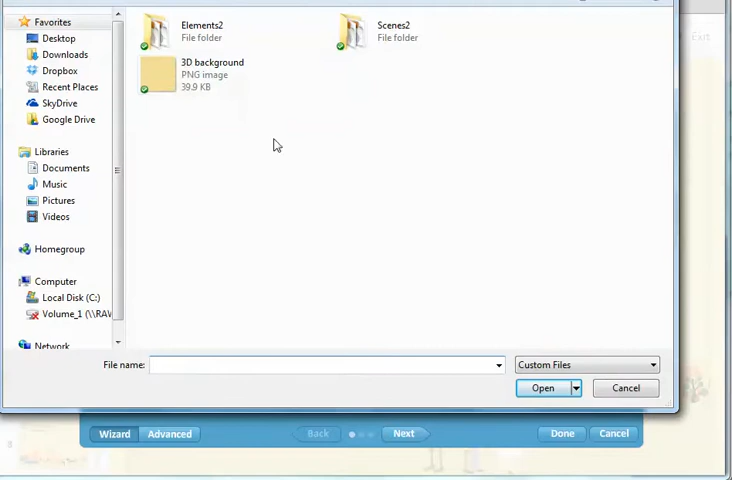 Favorites
Desktop
Downloads
Dropbox
Recent Places
SkyDrive
Google Drive
Libraries
Documents
Music
Pictures
Videos
Homegroup
Computer
Local Disk (C:)
Volume_1 (\\RAV
Network
Elements2
File folder
Scenes2
File folder
3D background
PNG image
39.9 KB
Exit
File name:
Custom Files
Open
Cancel
Wizard
Advanced
Back
Next
Done
Cancel